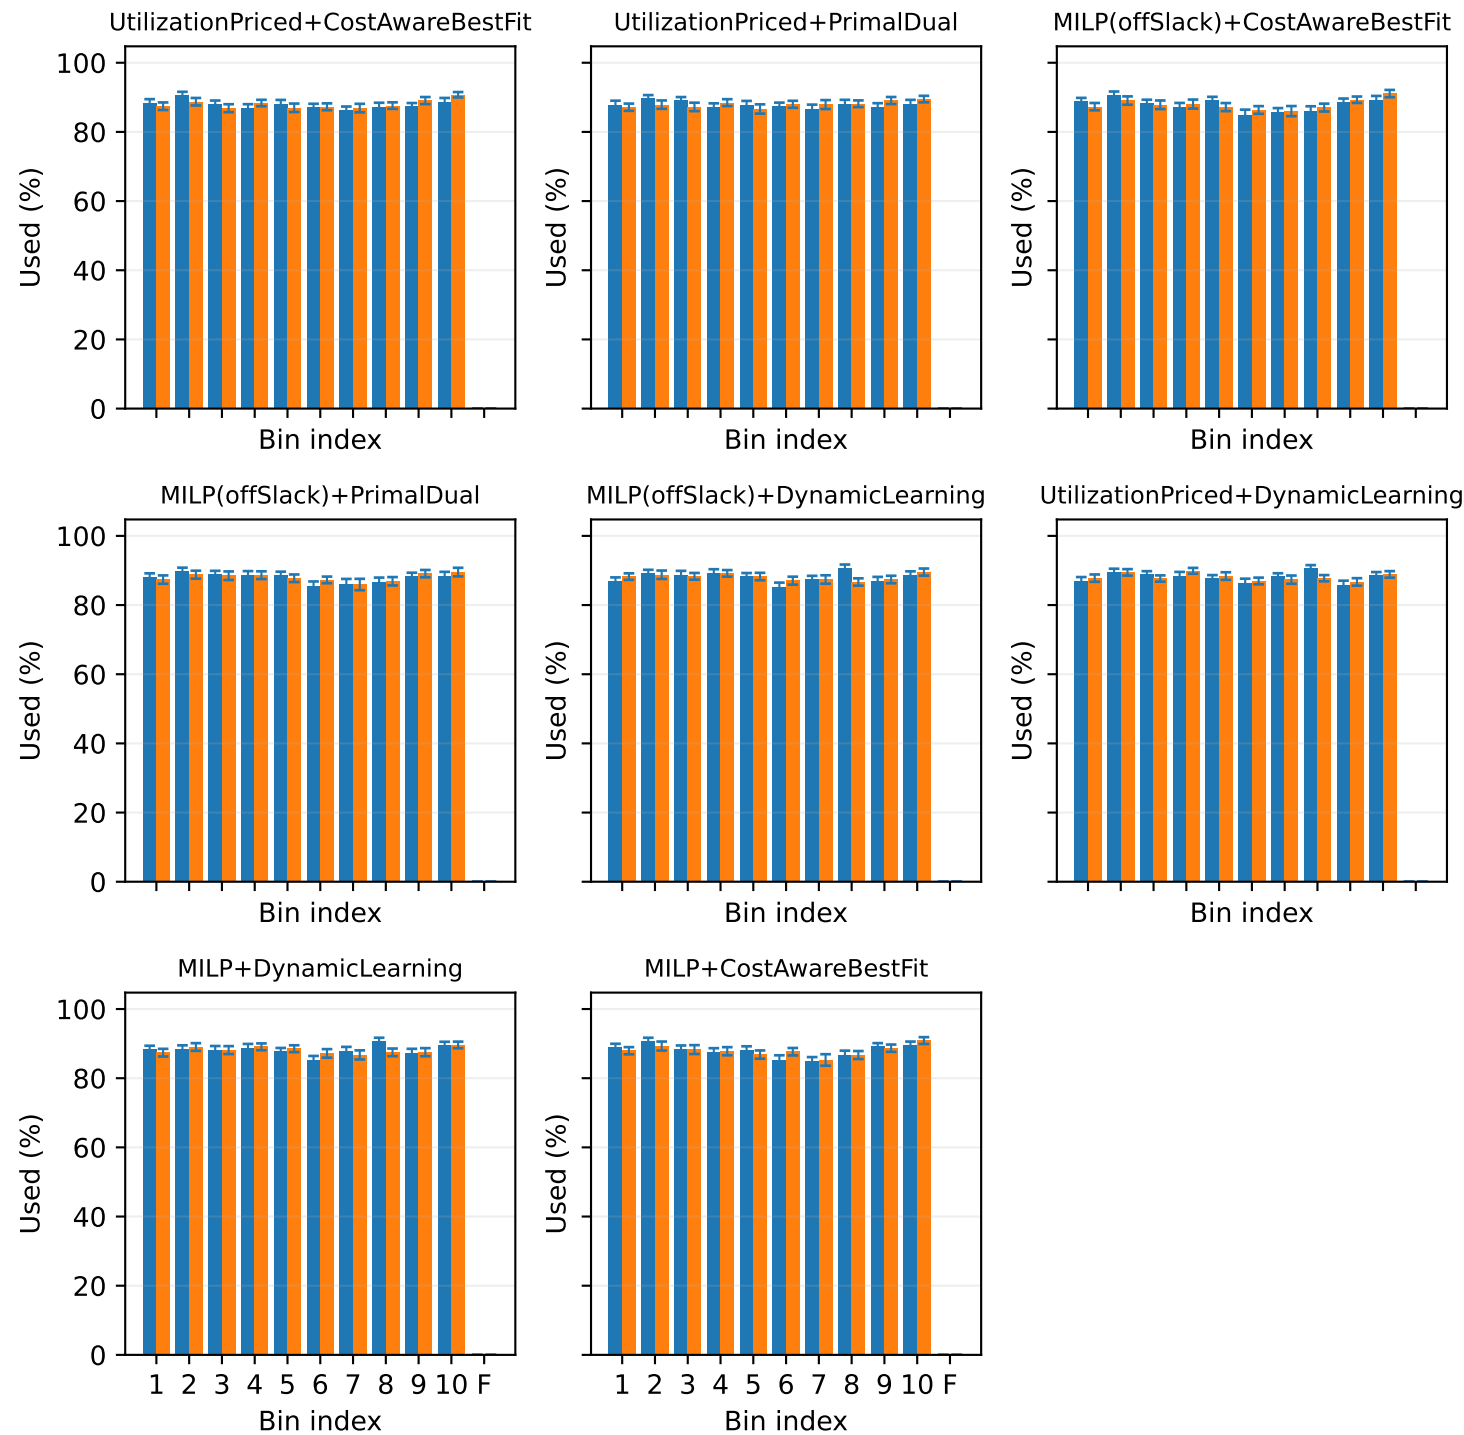 UtilizationPriced+CostAwareBestFit
UtilizationPriced+PrimalDual
MILP(offSlack)+CostAwareBestFit
100
80
60
40
20
0
Used (%)
Used (%)
Used (%)
Bin index
Bin index
Bin index
MILP(offSlack)+PrimalDual
MILP(offSlack)+DynamicLearning
UtilizationPriced+DynamicLearning
100
80
60
40
20
0
Used (%)
Used (%)
Used (%)
Bin index
Bin index
Bin index
MILP+DynamicLearning
MILP+CostAwareBestFit
100
80
60
40
20
0
Used (%)
Used (%)
1 2 3 4 5 6 7 8 9 10 F
1 2 3 4 5 6 7 8 9 10 F
Bin index
Bin index